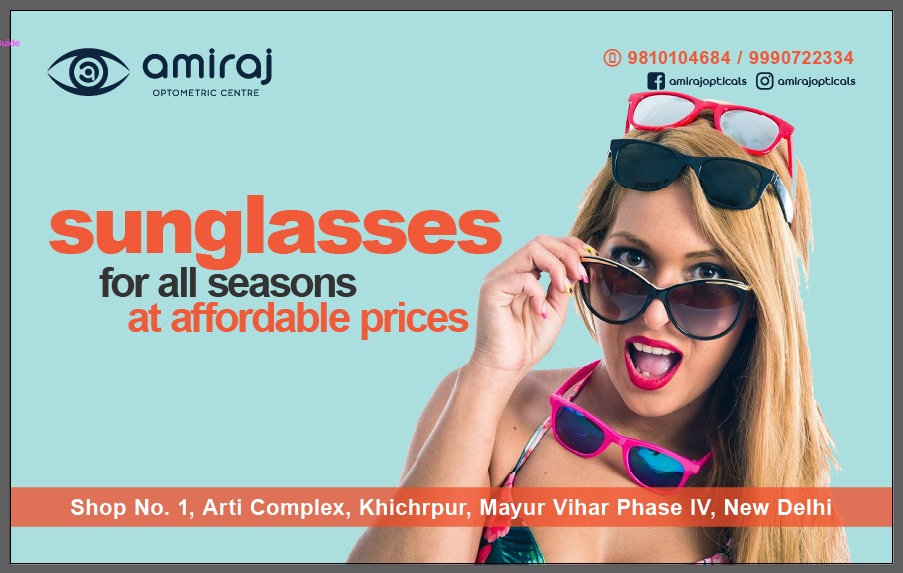 uide
amiraj
OPTOMETRIC CENTRE
9810104684 / 9990722334
amirajopticals amirajopticals
sunglasses
for all seasons
at affordable prices
Shop No. 1, Arti Complex, Khichrpur, Mayur Vihar Phase IV, New Delhi